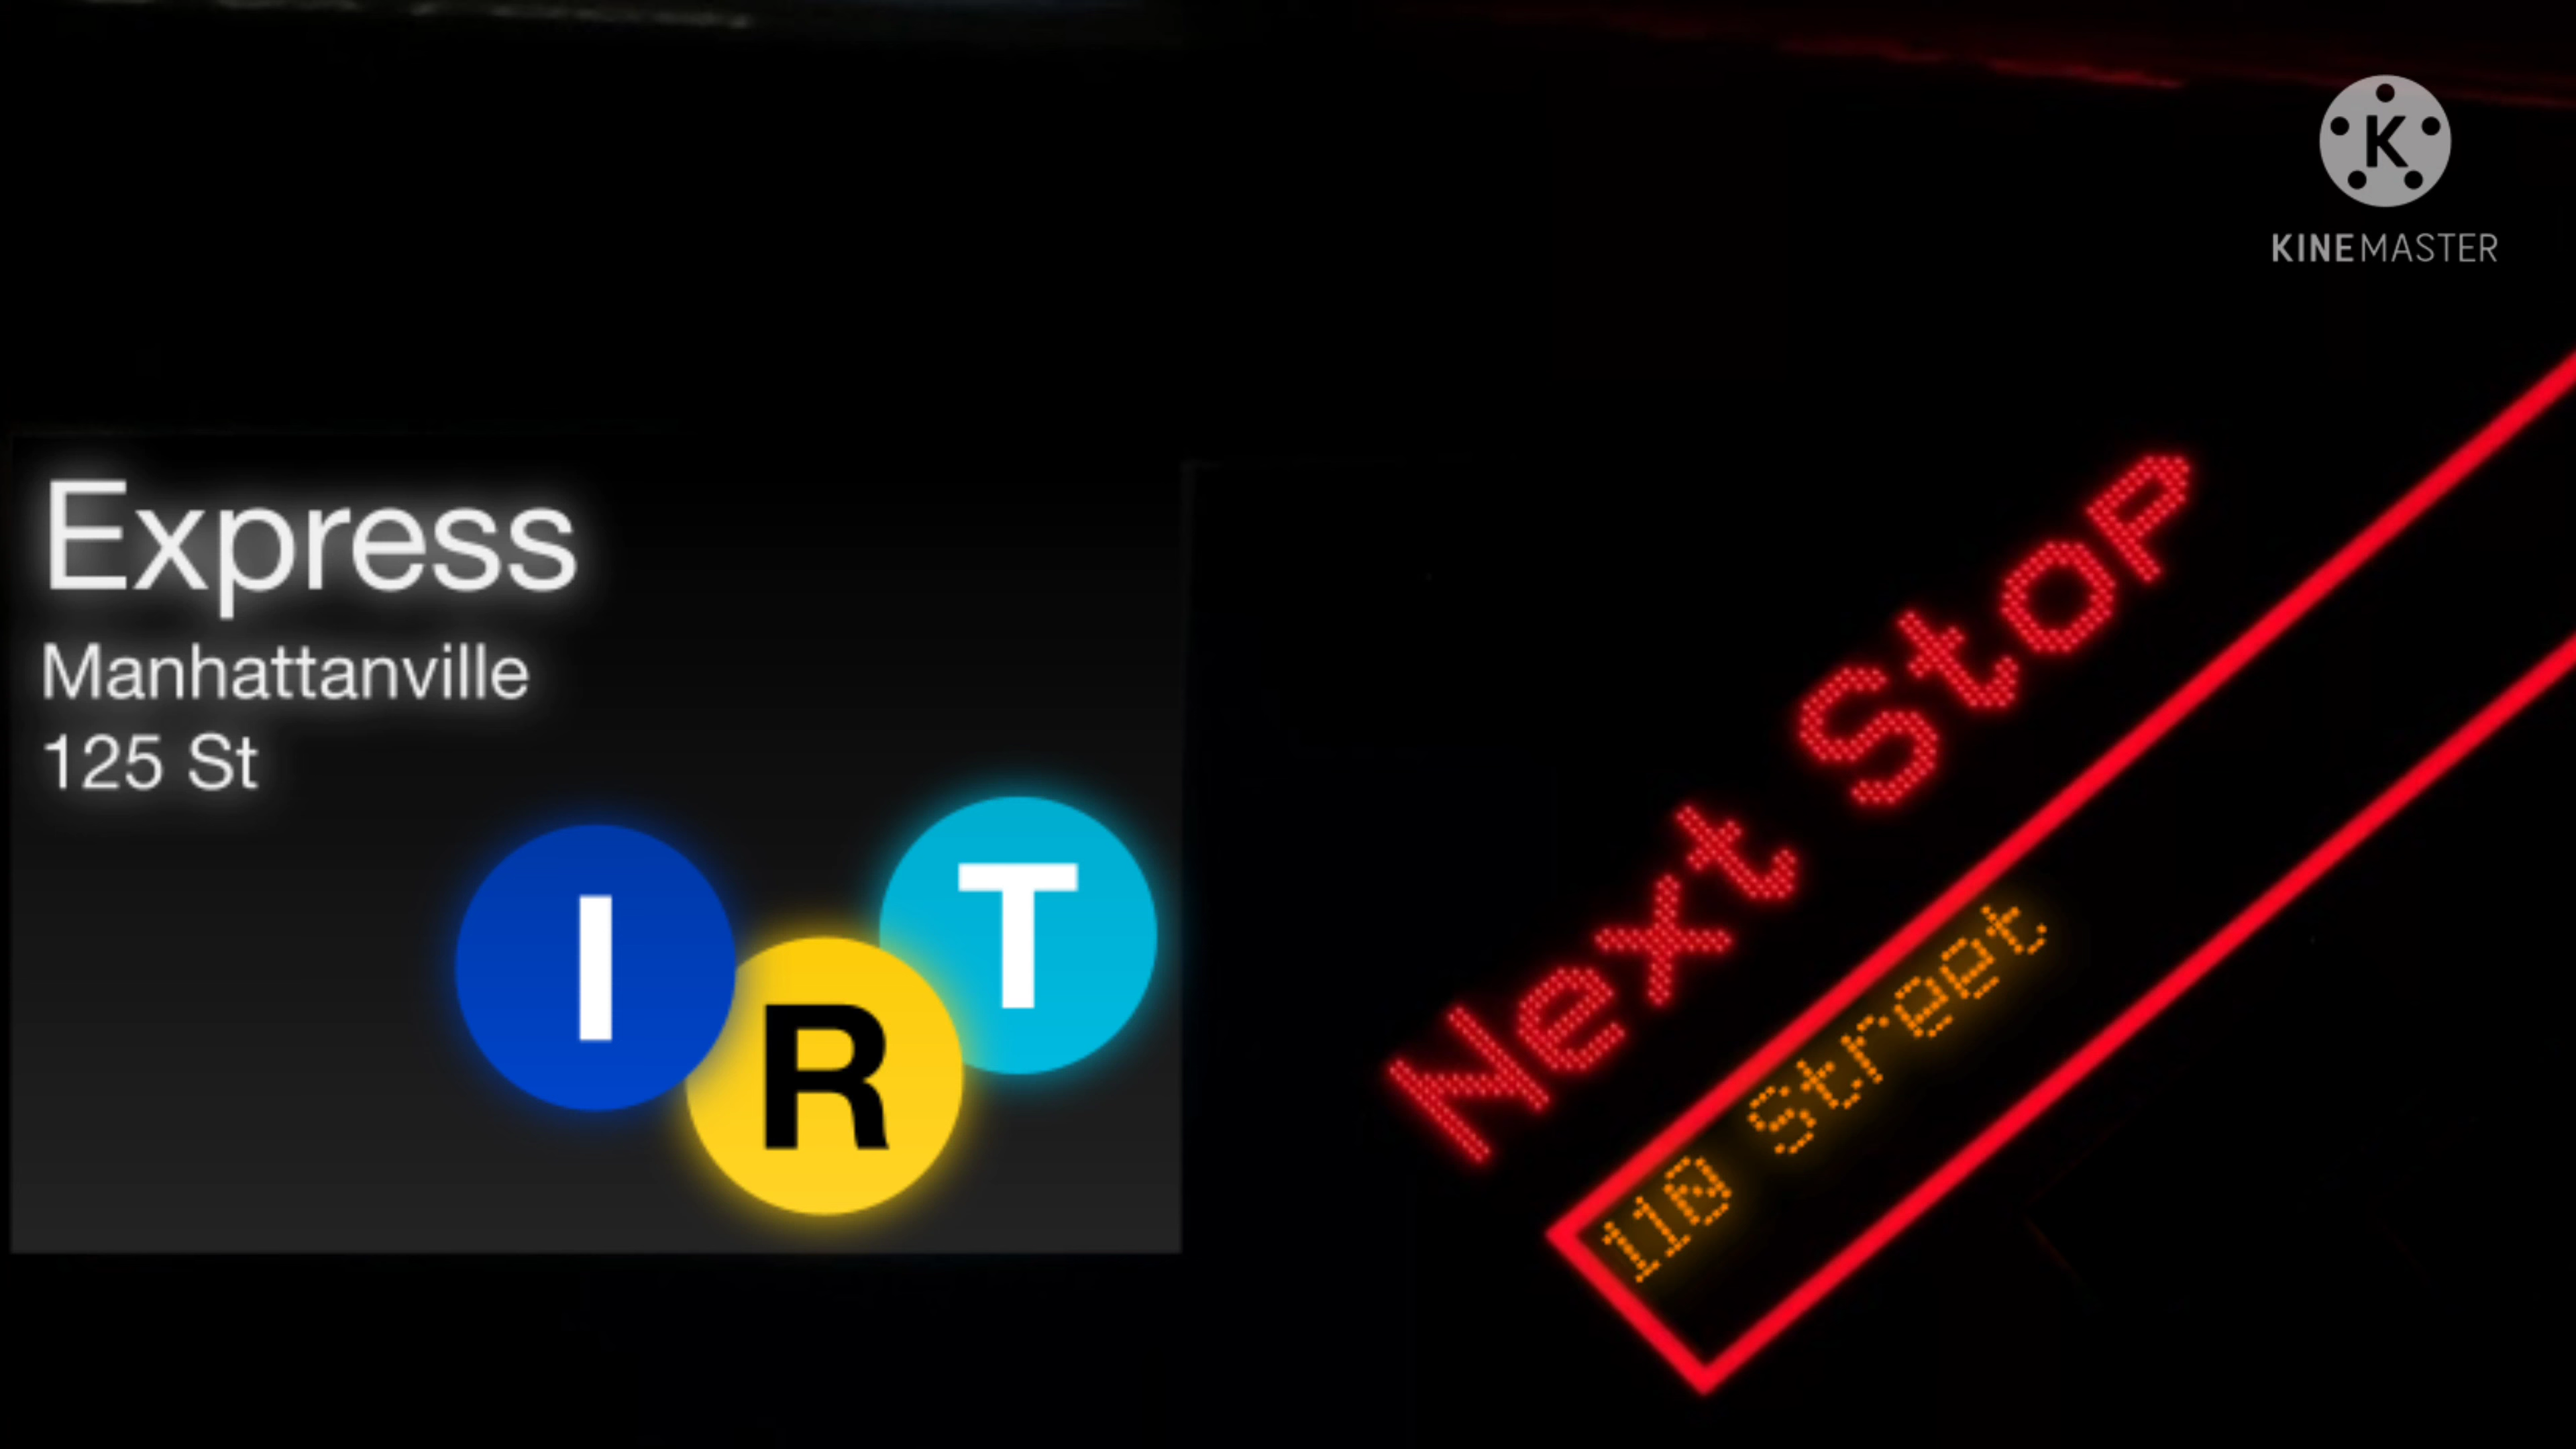 K
KINEMASTER
Express
Manhattanville
125 St
I
R
T
Next Stop
110 Street